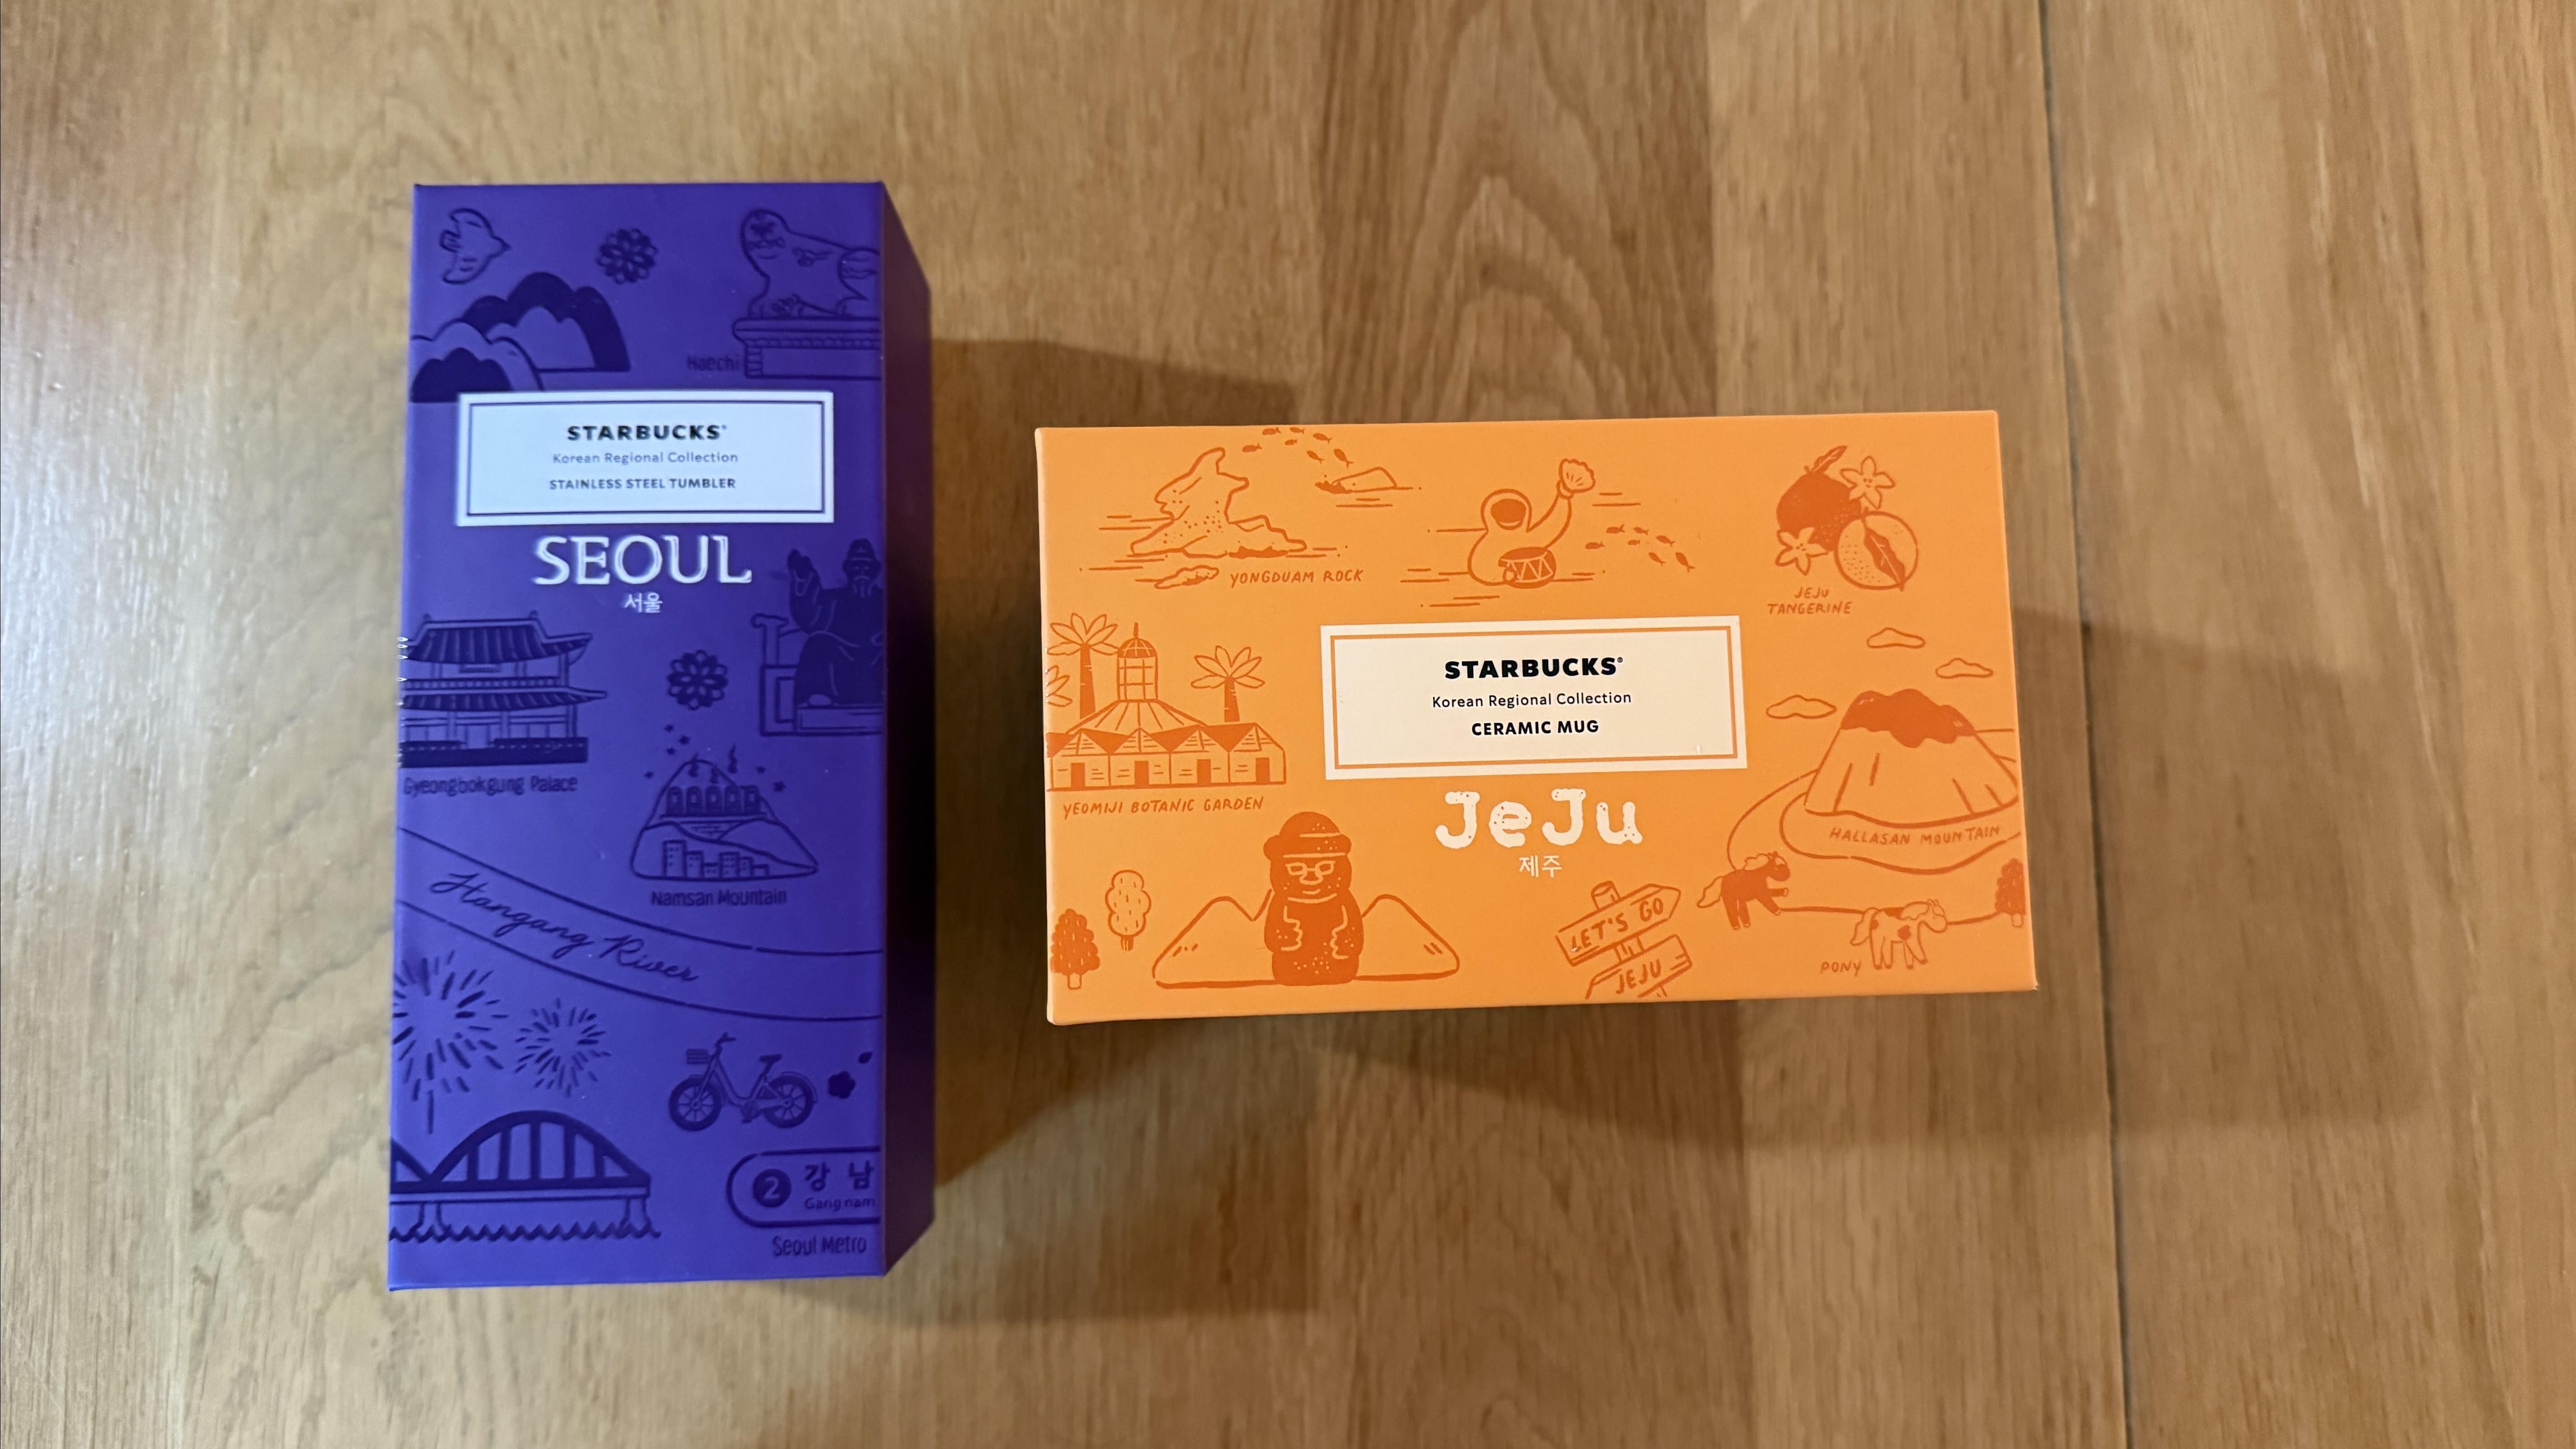 Haechi
STARBUCKS®
Korean Regional Collection
STAINLESS STEEL TUMBLER
SEOUL
서울
Gyeongbokgung Palace
Namsan Mountain
Hangang River
2 강남
Gangnam
Seoul Metro
YONGDUAM ROCK
JEJU
TANGERINE
STARBUCKS®
Korean Regional Collection
CERAMIC MUG
YEOMIJI BOTANIC GARDEN
JeJu
제주
HALLASAN MOUNTAIN
LET'S GO
JEJU
PONY